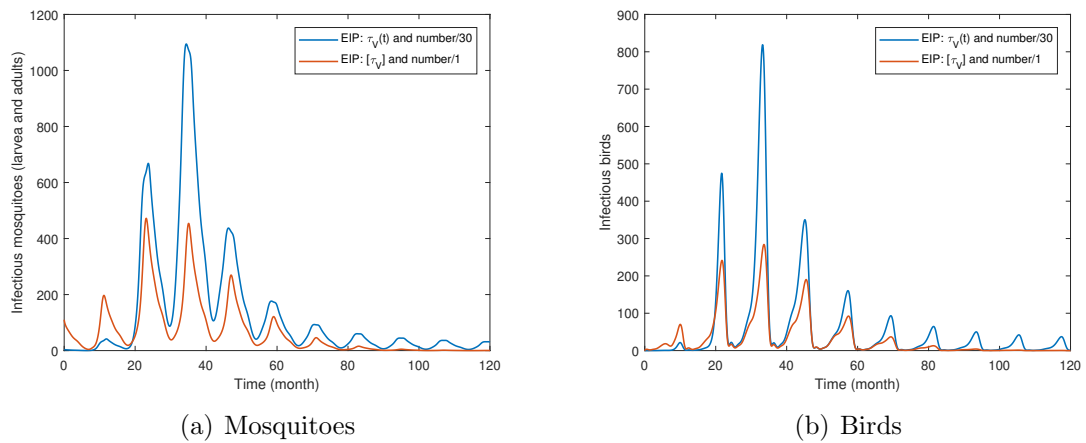 1200
1000
800
600
400
200
0
0 20 40 60 80 100 120
Time (month)
Infectious mosquitoes (larvea and adults)
EIP: τV(t) and number/30
EIP: [τV] and number/1
(a) Mosquitoes
900
800
700
600
500
400
300
200
100
0
0 20 40 60 80 100 120
Time (month)
Infectious birds
EIP: τV(t) and number/30
EIP: [τV] and number/1
(b) Birds